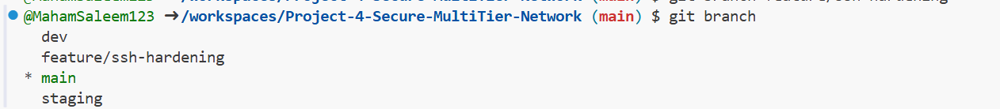 @MahamSaleem123 ➜/workspaces/Project-4-Secure-MultiTier-Network (main) $ git branch feature/ssh-hardening
@MahamSaleem123 ➜/workspaces/Project-4-Secure-MultiTier-Network (main) $ git branch
dev
feature/ssh-hardening
* main
staging